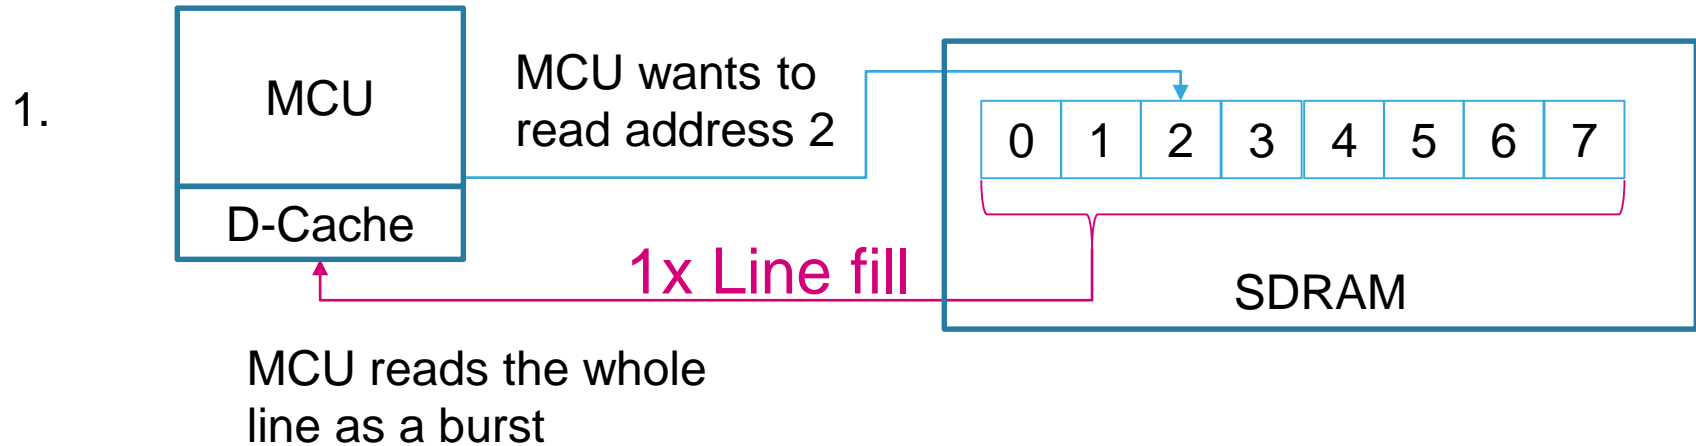 1.
MCU
D-Cache
MCU wants to
read address 2
0 1 2 3 4 5 6 7
1x Line fill
SDRAM
MCU reads the whole
line as a burst